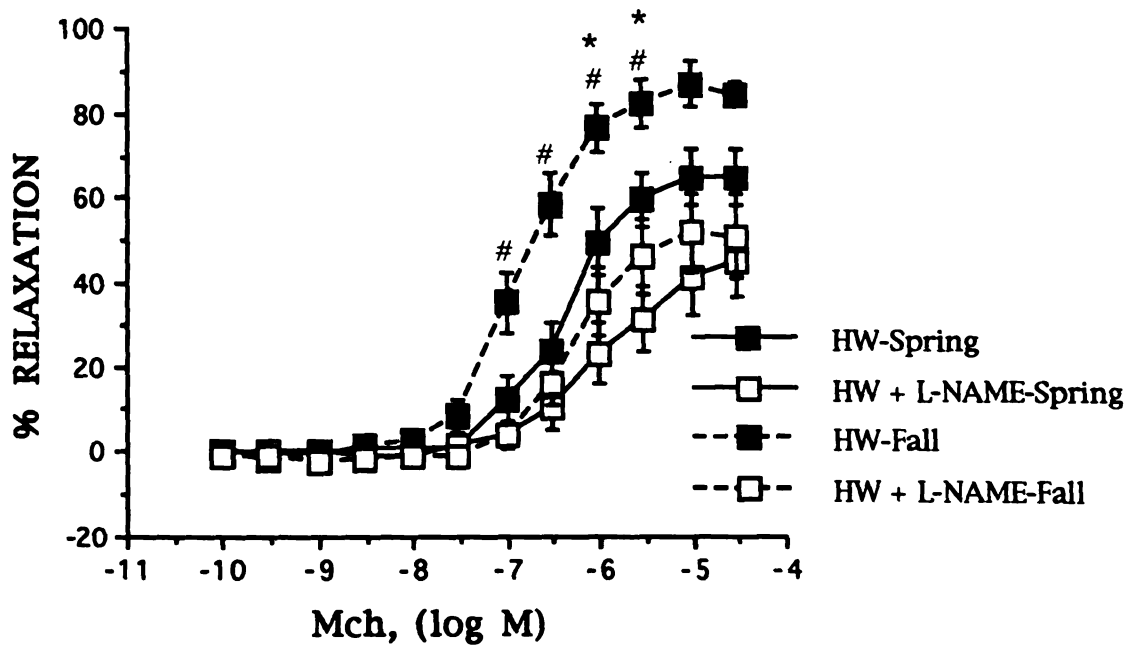 100
80
60
40
20
0
-20
% RELAXATION
* *
# # # #
-11 -10 -9 -8 -7 -6 -5 -4
Mch, (log M)
HW-Spring
HW + L-NAME-Spring
HW-Fall
HW + L-NAME-Fall